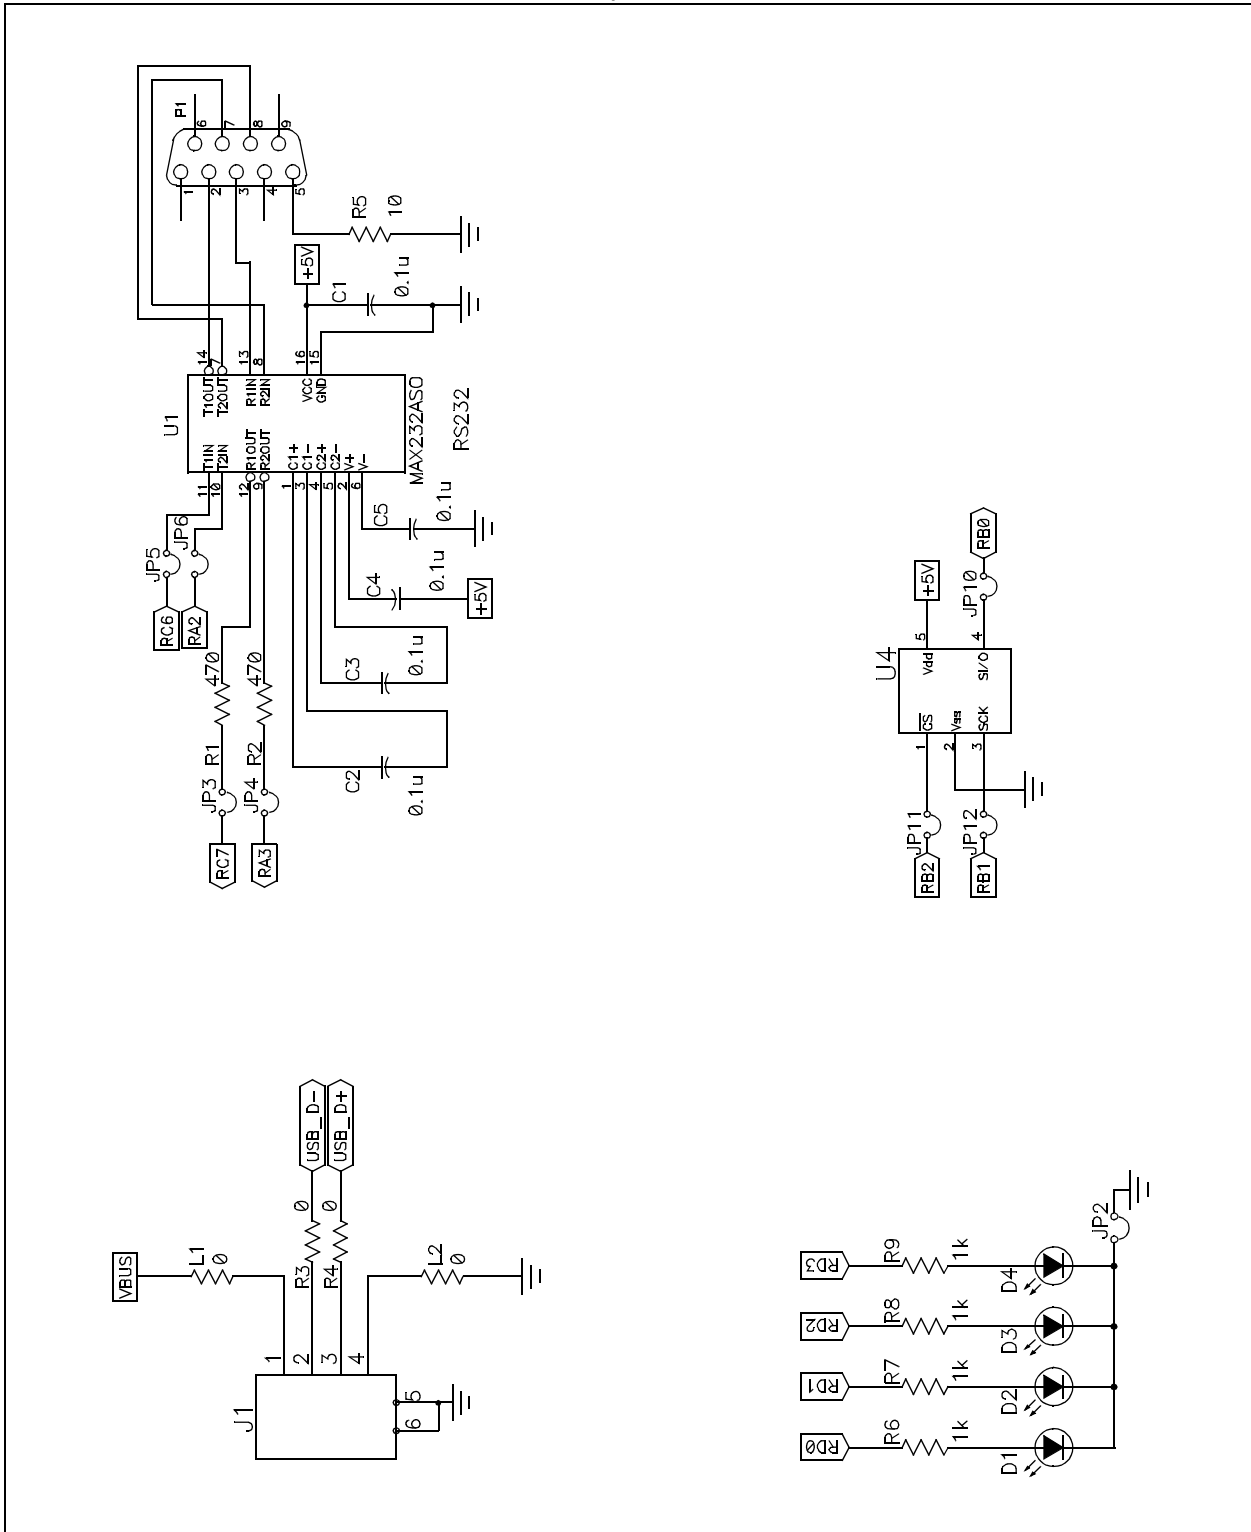 P1
6
7
8
9
1
2
3
4
5
R5
10
+5V
C1
0.1u
14
7
13
8
16
15
U1
T1OUT
T2OUT
R1IN
R2IN
VCC
GND
T1IN
T2IN
R1OUT
R2OUT
C1+
C1-
C2+
C2-
V+
V-
MAX232ASO
RS232
11
10
12
9
1
3
4
5
2
6
JP5
JP6
RC6
RA2
C5
0.1u
C4
0.1u
+5V
C3
0.1u
C2
0.1u
470
470
R1
R2
JP3
JP4
RC7
RA3
RB0
JP10
+5V
5
4
U4
Vdd
SI/O
CS
Vss
SCK
1
2
3
JP11
JP12
RB2
RB1
VBUS
L1
0
USB_D-
USB_D+
0
0
R3
R4
L2
0
1
2
3
4
J1
5
6
RD3
R9
1k
D4
RD2
R8
1k
D3
RD1
R7
1k
D2
RD0
R6
1k
D1
JP2